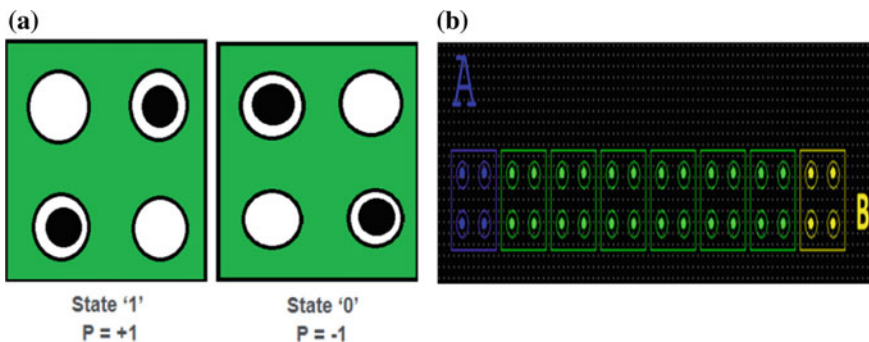 (a)
State ‘1’
P = +1
State ‘0’
P = -1
(b)
A
B